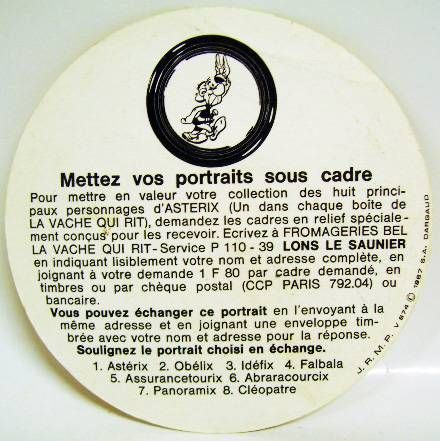 Mettez vos portraits sous cadre
Pour mettre en valeur votre collection des huit princi-
paux personnages d'ASTERIX (Un dans chaque boîte de
LA VACHE QUI RIT), demandez les cadres en relief spéciale-
ment conçus pour les recevoir. Ecrivez à FROMAGERIES BEL
LA VACHE QUI RIT-Service P 110 - 39 LONS LE SAUNIER
en indiquant lisiblement votre nom et adresse complète, en
joignant à votre demande 1 F 80 par cadre demandé, en
timbres ou par chèque postal (CCP PARIS 792.04) ou
bancaire.
Vous pouvez échanger ce portrait en l'envoyant à la
même adresse et en joignant une enveloppe tim-
brée avec votre nom et adresse pour la réponse.
Soulignez le portrait choisi en échange.
1. Astérix 2. Obélix 3. Idéfix 4. Falbala
5. Assurancetourix 6. Abraracourcix
7. Panoramix 8. Cléopatre
J.R.M.P. V 874 © 1967 S.A. DARGAUD